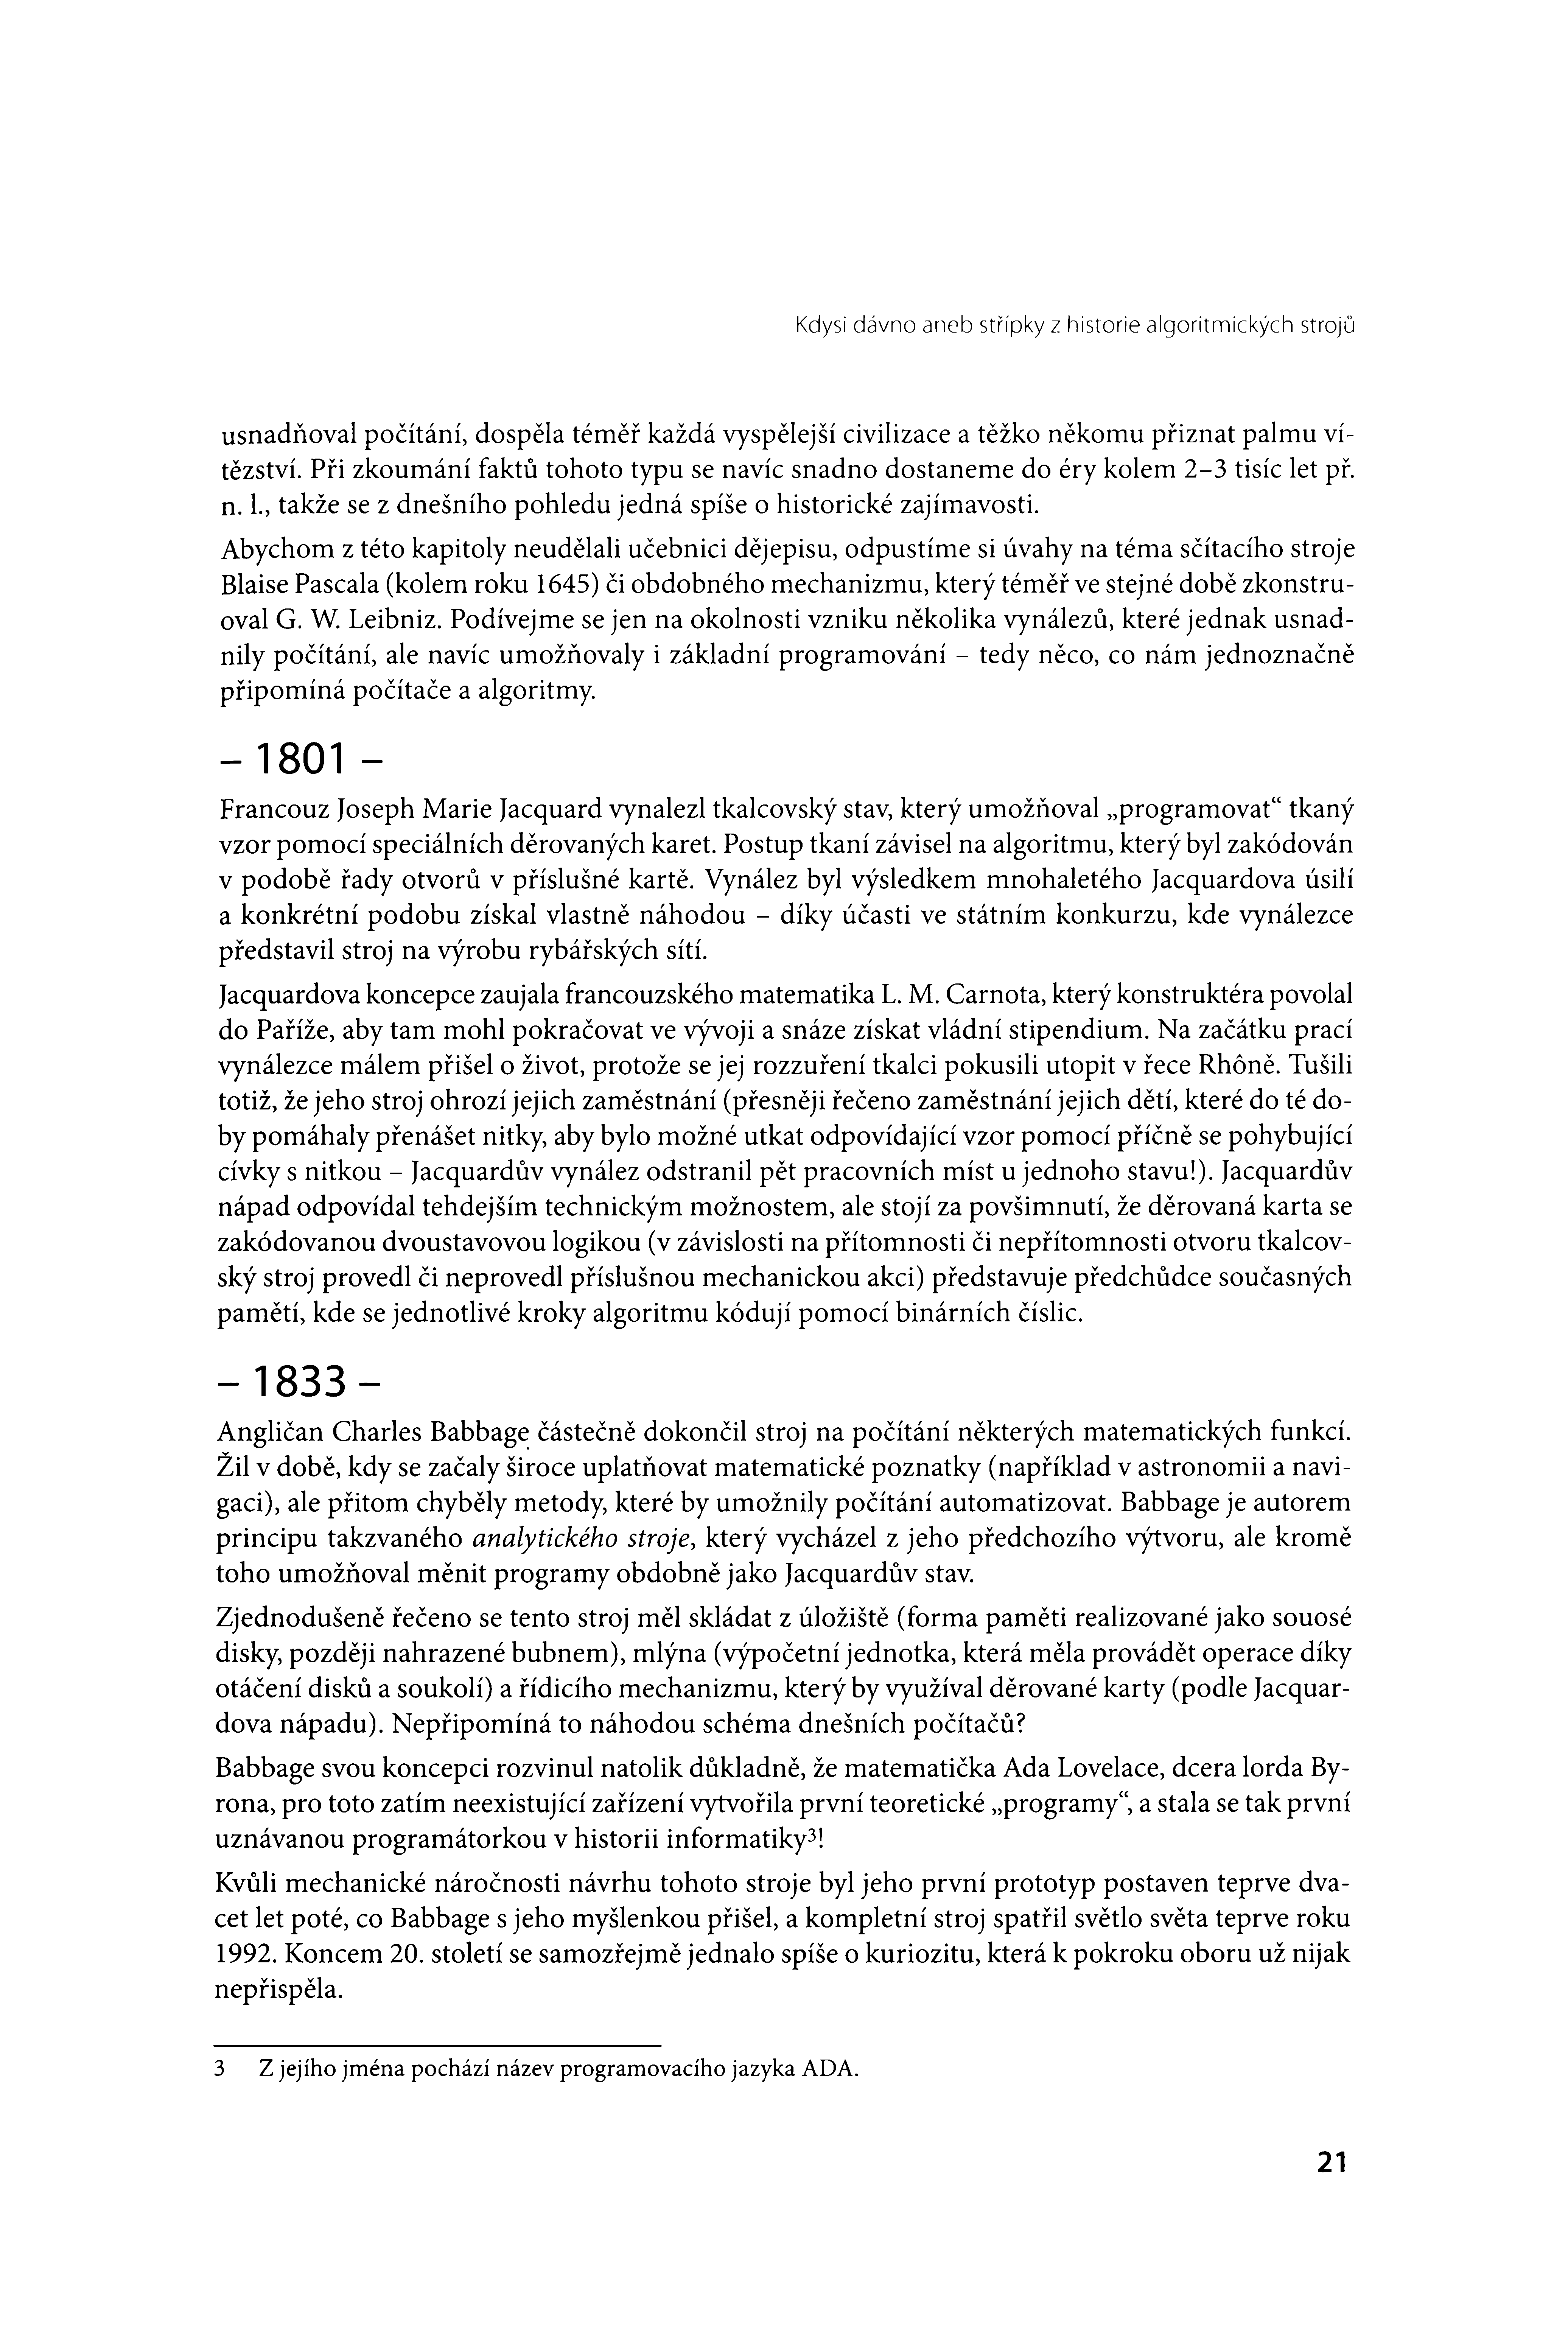 Kdysi dávno aneb střípky z historie algoritmických strojů
usnadňoval počítání, dospěla téměř každá vyspělejší civilizace a těžko někomu přiznat palmu ví-
tězství. Při zkoumání faktů tohoto typu se navíc snadno dostaneme do éry kolem 2–3 tisíc let př.
n. l., takže se z dnešního pohledu jedná spíše o historické zajímavosti.
Abychom z této kapitoly neudělali učebnici dějepisu, odpustíme si úvahy na téma sčítacího stroje
Blaise Pascala (kolem roku 1645) či obdobného mechanizmu, který téměř ve stejné době zkonstru-
oval G. W. Leibniz. Podívejme se jen na okolnosti vzniku několika vynálezů, které jednak usnad-
nily počítání, ale navíc umožňovaly i základní programování – tedy něco, co nám jednoznačně
připomíná počítače a algoritmy.
– 1801 –
Francouz Joseph Marie Jacquard vynalezl tkalcovský stav, který umožňoval „programovat“ tkaný
vzor pomocí speciálních děrovaných karet. Postup tkaní závisel na algoritmu, který byl zakódován
v podobě řady otvorů v příslušné kartě. Vynález byl výsledkem mnohaletého Jacquardova úsilí
a konkrétní podobu získal vlastně náhodou – díky účasti ve státním konkurzu, kde vynálezce
představil stroj na výrobu rybářských sítí.
Jacquardova koncepce zaujala francouzského matematika L. M. Carnota, který konstruktéra povolal
do Paříže, aby tam mohl pokračovat ve vývoji a snáze získat vládní stipendium. Na začátku prací
vynálezce málem přišel o život, protože se jej rozzuření tkalci pokusili utopit v řece Rhôně. Tušili
totiž, že jeho stroj ohrozí jejich zaměstnání (přesněji řečeno zaměstnání jejich dětí, které do té do-
by pomáhaly přenášet nitky, aby bylo možné utkat odpovídající vzor pomocí příčně se pohybující
cívky s nitkou – Jacquardův vynález odstranil pět pracovních míst u jednoho stavu!). Jacquardův
nápad odpovídal tehdejším technickým možnostem, ale stojí za povšimnutí, že děrovaná karta se
zakódovanou dvoustavovou logikou (v závislosti na přítomnosti či nepřítomnosti otvoru tkalcov-
ský stroj provedl či neprovedl příslušnou mechanickou akci) představuje předchůdce současných
pamětí, kde se jednotlivé kroky algoritmu kódují pomocí binárních číslic.
– 1833 –
Angličan Charles Babbage částečně dokončil stroj na počítání některých matematických funkcí.
Žil v době, kdy se začaly široce uplatňovat matematické poznatky (například v astronomii a navi-
gaci), ale přitom chyběly metody, které by umožnily počítání automatizovat. Babbage je autorem
principu takzvaného analytického stroje, který vycházel z jeho předchozího výtvoru, ale kromě
toho umožňoval měnit programy obdobně jako Jacquardův stav.
Zjednodušeně řečeno se tento stroj měl skládat z úložiště (forma paměti realizované jako souosé
disky, později nahrazené bubnem), mlýna (výpočetní jednotka, která měla provádět operace díky
otáčení disků a soukolí) a řídicího mechanizmu, který by využíval děrované karty (podle Jacquar-
dova nápadu). Nepřipomíná to náhodou schéma dnešních počítačů?
Babbage svou koncepci rozvinul natolik důkladně, že matematička Ada Lovelace, dcera lorda By-
rona, pro toto zatím neexistující zařízení vytvořila první teoretické „programy“, a stala se tak první
uznávanou programátorkou v historii informatiky³!
Kvůli mechanické náročnosti návrhu tohoto stroje byl jeho první prototyp postaven teprve dva-
cet let poté, co Babbage s jeho myšlenkou přišel, a kompletní stroj spatřil světlo světa teprve roku
1992. Koncem 20. století se samozřejmě jednalo spíše o kuriozitu, která k pokroku oboru už nijak
nepřispěla.
3 Z jejího jména pochází název programovacího jazyka ADA.
21